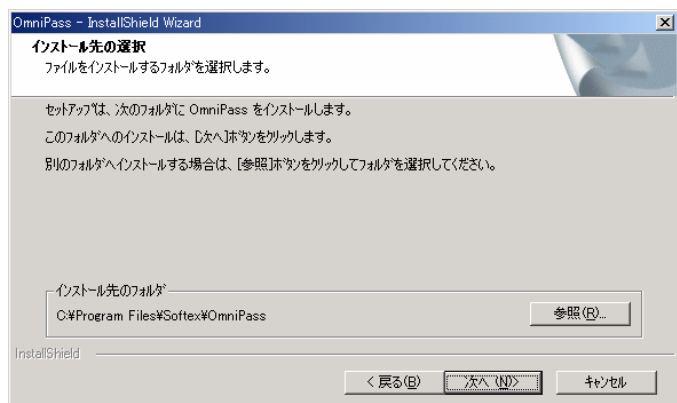 OmniPass - InstallShield Wizard
インストール先の選択
ファイルをインストールするフォルダを選択します。
セットアップは、次のフォルダに OmniPass をインストールします。
このフォルダへのインストールは、[次へ]ボタンをクリックします。
別のフォルダへインストールする場合は、[参照]ボタンをクリックしてフォルダを選択してください。
インストール先のフォルダ
C:¥Program Files¥Softex¥OmniPass
参照(R)...
InstallShield
< 戻る(B)
次へ (N)>
キャンセル